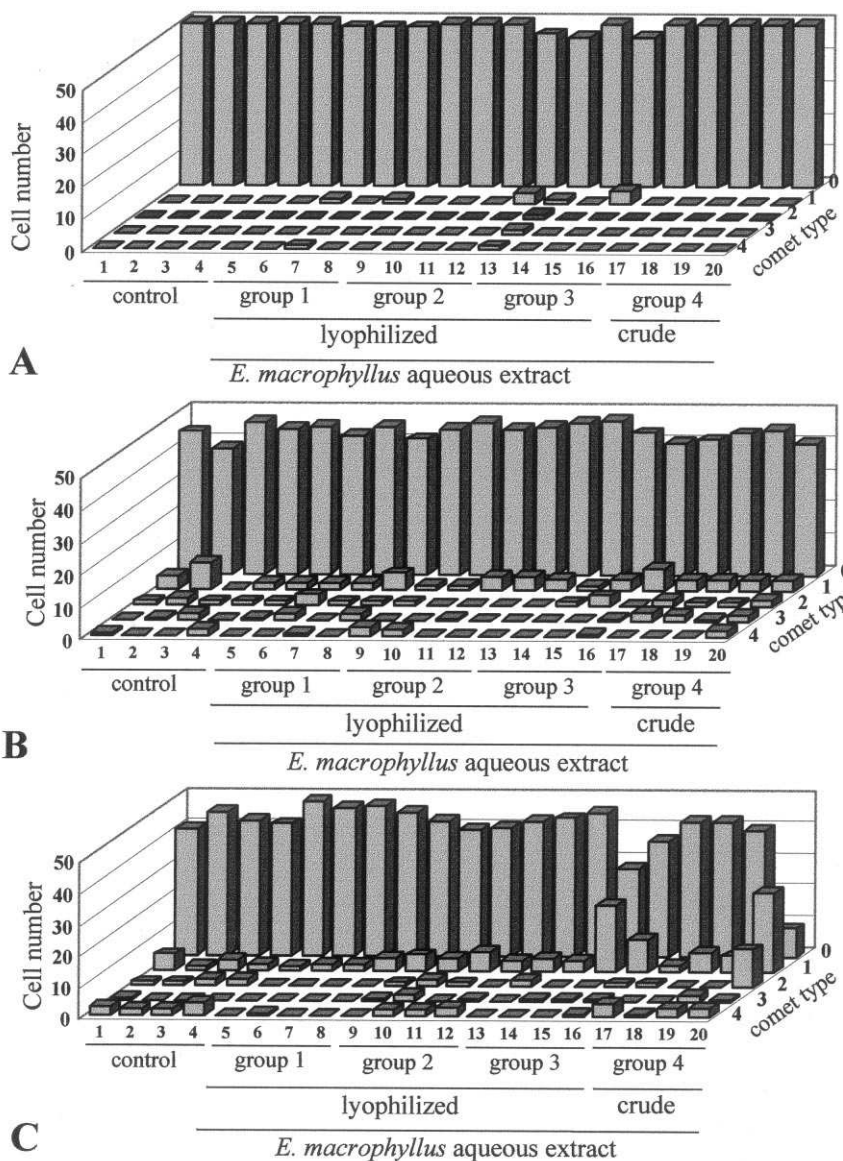 50
40
30
20
10
0
Cell number
0
1
2
3
4
comet type
1 2 3 4 5 6 7 8 9 10 11 12 13 14 15 16 17 18 19 20
control group 1 group 2 group 3 group 4
lyophilized crude
A
E. macrophyllus aqueous extract
50
40
30
20
10
0
Cell number
0
1
2
3
4
comet type
1 2 3 4 5 6 7 8 9 10 11 12 13 14 15 16 17 18 19 20
control group 1 group 2 group 3 group 4
lyophilized crude
B
E. macrophyllus aqueous extract
50
40
30
20
10
0
Cell number
0
1
2
3
4
comet type
1 2 3 4 5 6 7 8 9 10 11 12 13 14 15 16 17 18 19 20
control group 1 group 2 group 3 group 4
lyophilized crude
C
E. macrophyllus aqueous extract